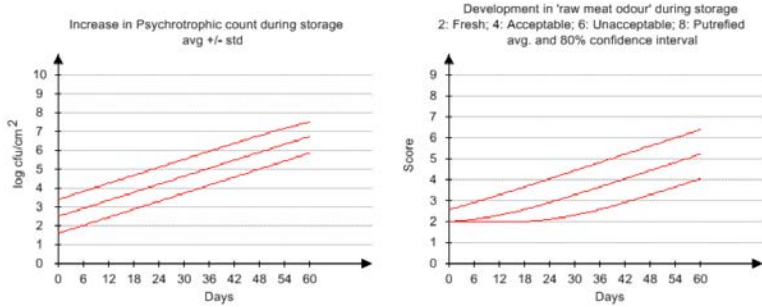 Increase in Psychrotrophic count during storage
avg +/- std
10
9
8
7
6
5
4
3
2
1
0
log cfu/cm²
0 6 12 18 24 30 36 42 48 54 60
Days
Development in 'raw meat odour' during storage
2: Fresh; 4: Acceptable; 6: Unacceptable; 8: Putrefied
avg. and 80% confidence interval
9
8
7
6
5
4
3
2
1
0
Score
0 6 12 18 24 30 36 42 48 54 60
Days